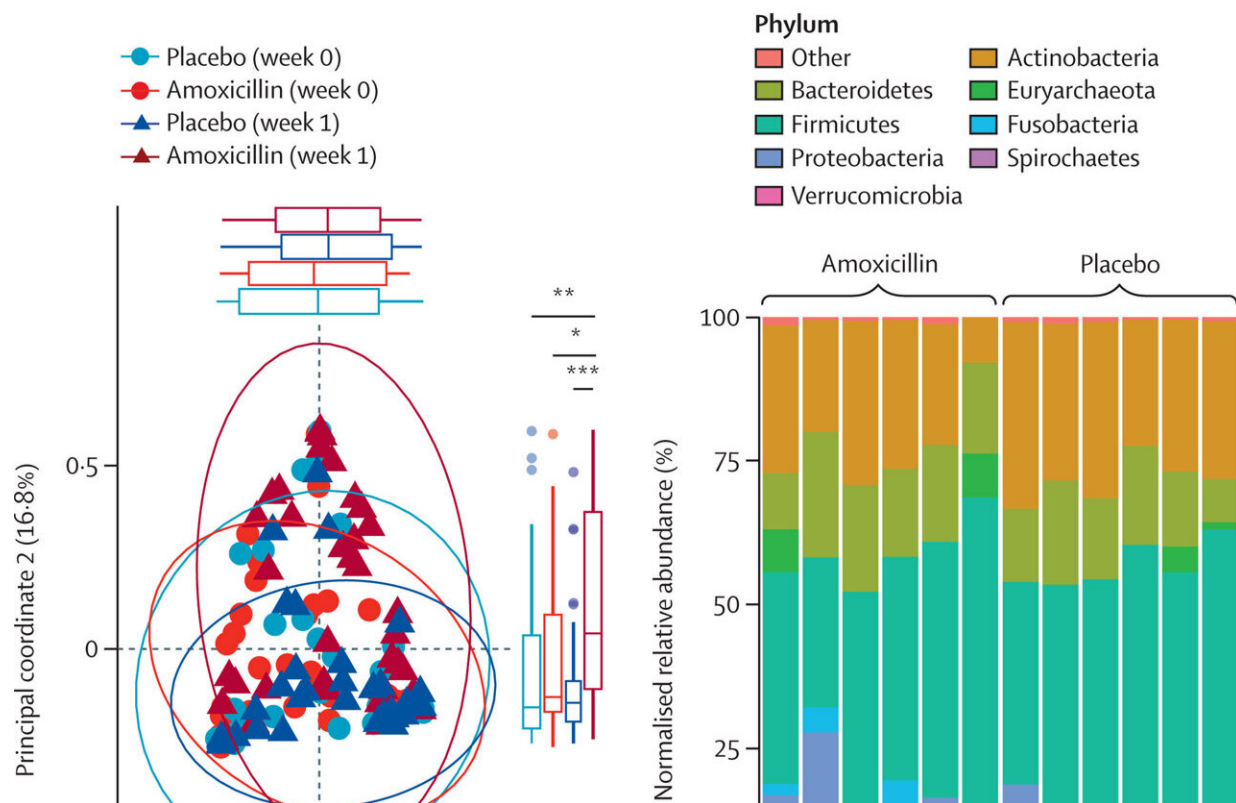 Placebo (week 0)
Amoxicillin (week 0)
Placebo (week 1)
Amoxicillin (week 1)
**
*
***
Principal coordinate 2 (16·8%)
0·5
0
Phylum
Other
Actinobacteria
Bacteroidetes
Euryarchaeota
Firmicutes
Fusobacteria
Proteobacteria
Spirochaetes
Verrucomicrobia
Amoxicillin
Placebo
Normalised relative abundance (%)
100
75
50
25